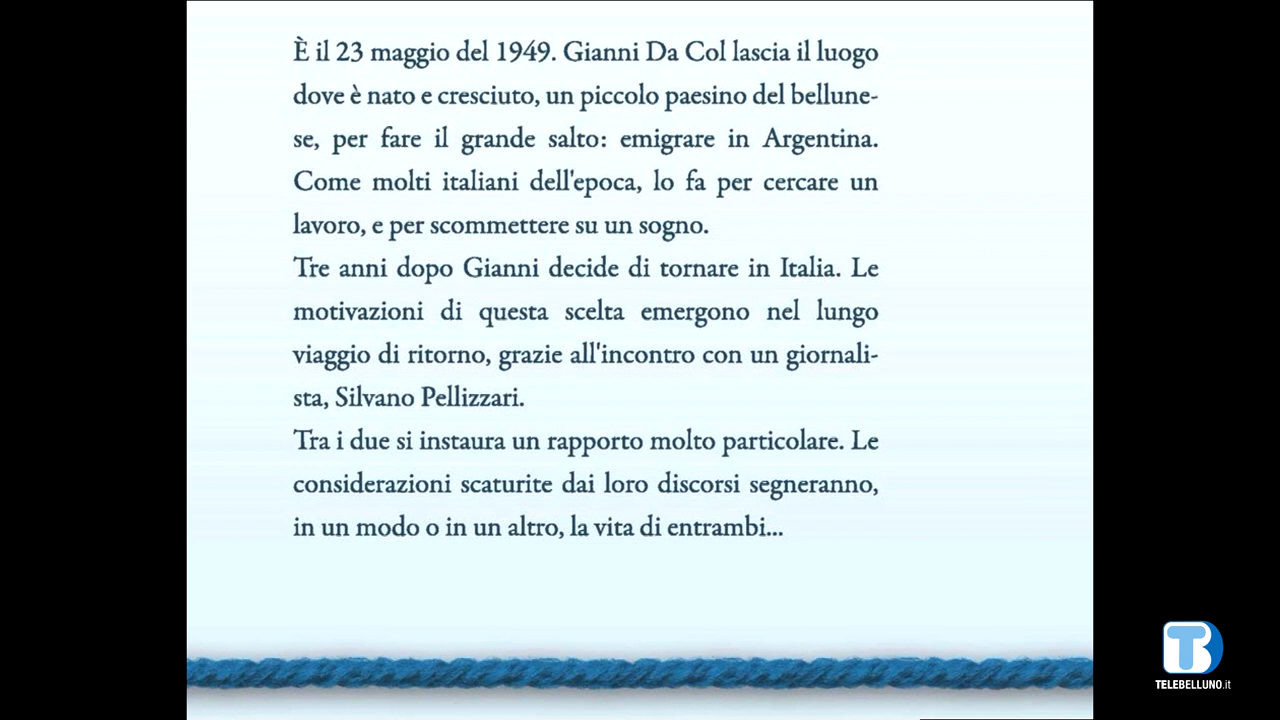 È il 23 maggio del 1949. Gianni Da Col lascia il luogo
dove è nato e cresciuto, un piccolo paesino del bellune-
se, per fare il grande salto: emigrare in Argentina.
Come molti italiani dell'epoca, lo fa per cercare un
lavoro, e per scommettere su un sogno.
Tre anni dopo Gianni decide di tornare in Italia. Le
motivazioni di questa scelta emergono nel lungo
viaggio di ritorno, grazie all'incontro con un giornali-
sta, Silvano Pellizzari.
Tra i due si instaura un rapporto molto particolare. Le
considerazioni scaturite dai loro discorsi segneranno,
in un modo o in un altro, la vita di entrambi...
TB
TELEBELLUNO.it